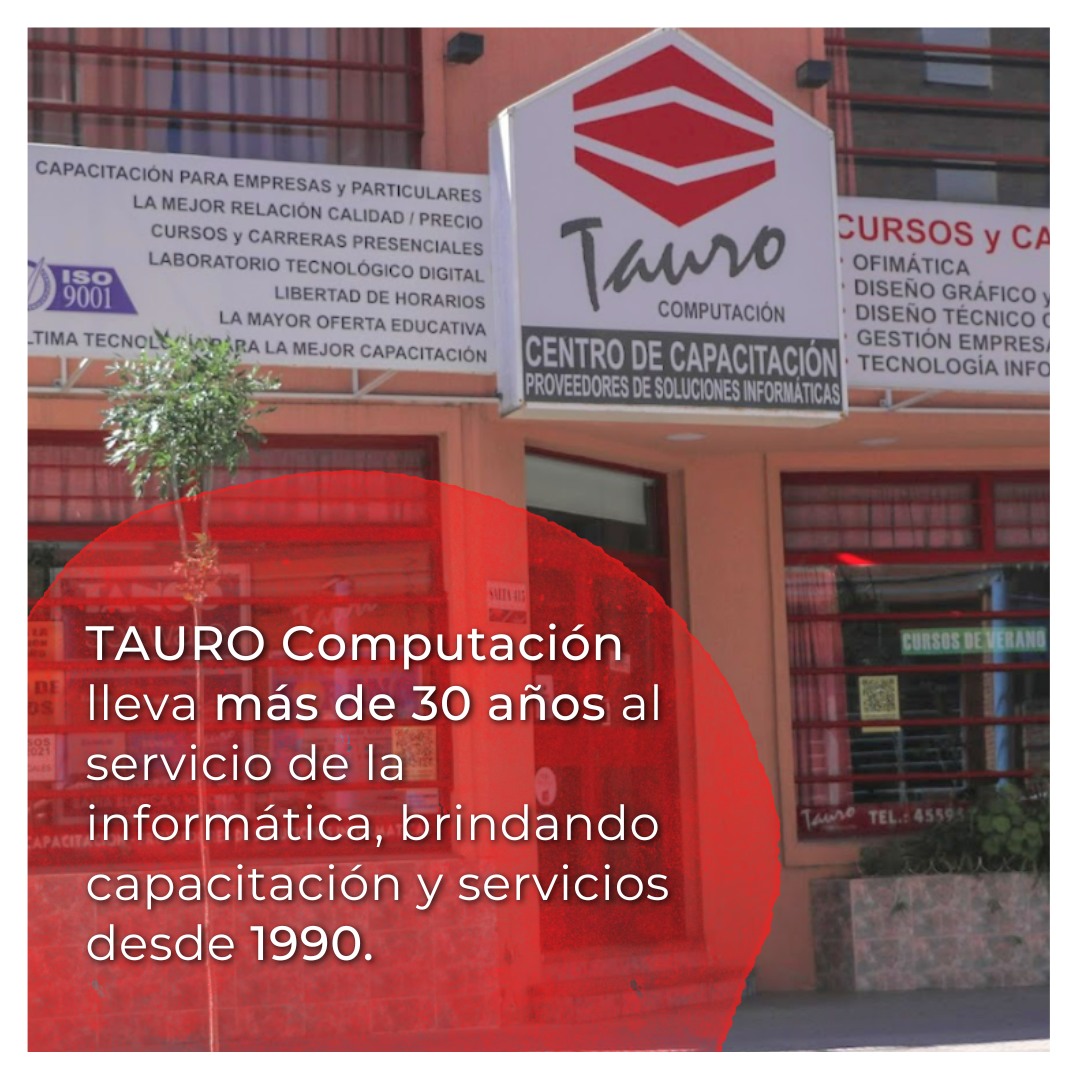 CAPACITACIÓN PARA EMPRESAS y PARTICULARES
LA MEJOR RELACIÓN CALIDAD / PRECIO
CURSOS y CARRERAS PRESENCIALES
LABORATORIO TECNOLÓGICO DIGITAL
LIBERTAD DE HORARIOS
LA MAYOR OFERTA EDUCATIVA
PARA LA MEJOR CAPACITACIÓN
ISO
9001
Tauro
COMPUTACIÓN
CENTRO DE CAPACITACIÓN
PROVEEDORES DE SOLUCIONES INFORMÁTICAS
CURSOS y CA
OFIMÁTICA
DISEÑO GRÁFICO y
DISEÑO TÉCNICO
GESTIÓN EMPRESA
TECNOLOGÍA INFO
CURSOS DE VERANO
Tauro TEL.: 4559
TAURO Computación
lleva más de 30 años al
servicio de la
informática, brindando
capacitación y servicios
desde 1990.